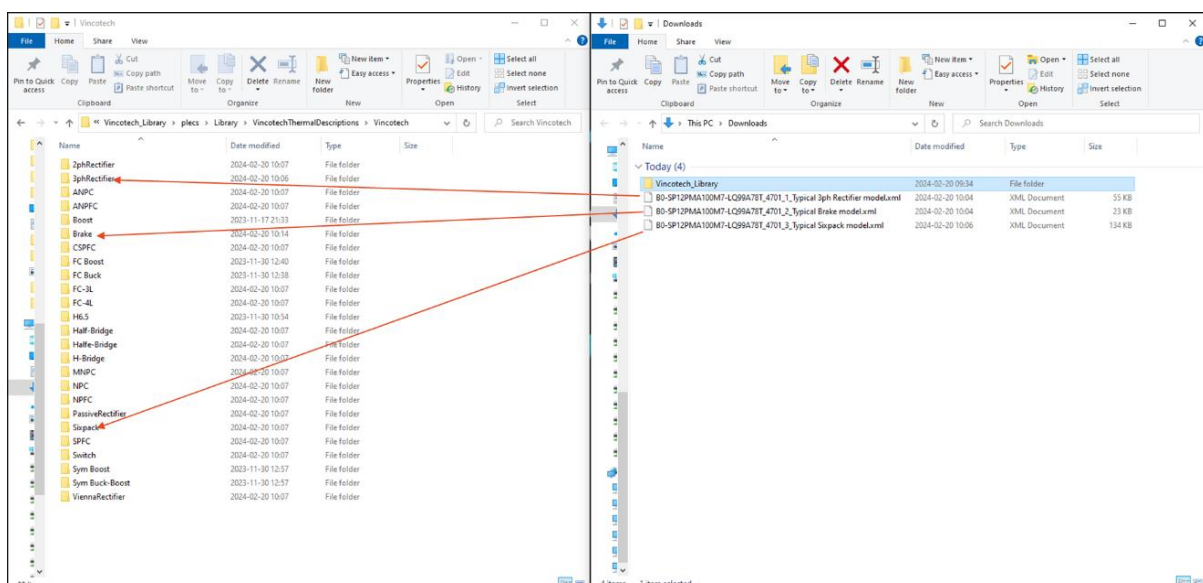 Vincotech
File Home Share View
Pin to Quick access
Copy
Paste
Cut
Copy path
Paste shortcut
Clipboard
Move to
Copy to
Delete
Rename
Organize
New folder
New item
Easy access
New
Properties
Open
Edit
History
Open
Select all
Select none
Invert selection
Select
« Vincotech_Library › plecs › Library › VincotechThermalDescriptions › Vincotech
Search Vincotech
Name Date modified Type Size
2phRectifier 2024-02-20 10:07 File folder
3phRectifier 2024-02-20 10:06 File folder
ANPC 2024-02-20 10:07 File folder
ANPFC 2024-02-20 10:07 File folder
Boost 2023-11-17 21:33 File folder
Brake 2024-02-20 10:14 File folder
CSPFC 2024-02-20 10:07 File folder
FC Boost 2023-11-30 12:40 File folder
FC Buck 2023-11-30 12:38 File folder
FC-3L 2024-02-20 10:07 File folder
FC-4L 2024-02-20 10:07 File folder
H6.5 2023-11-30 10:54 File folder
Half-Bridge 2024-02-20 10:07 File folder
Halfe-Bridge 2024-02-20 10:07 File folder
H-Bridge 2024-02-20 10:07 File folder
MNPC 2024-02-20 10:07 File folder
NPC 2024-02-20 10:07 File folder
NPFC 2024-02-20 10:07 File folder
PassiveRectifier 2024-02-20 10:07 File folder
Sixpack 2024-02-20 10:07 File folder
SPFC 2024-02-20 10:07 File folder
Switch 2024-02-20 10:07 File folder
Sym Boost 2023-11-30 12:57 File folder
Sym Buck-Boost 2023-11-30 12:57 File folder
ViennaRectifier 2024-02-20 10:07 File folder
Downloads
File Home Share View
Pin to Quick access
Copy
Paste
Cut
Copy path
Paste shortcut
Clipboard
Move to
Copy to
Delete
Rename
Organize
New folder
New item
Easy access
New
Properties
Open
Edit
History
Open
Select all
Select none
Invert selection
Select
› This PC › Downloads
Search Downloads
Name Date modified Type Size
Today (4)
Vincotech_Library 2024-02-20 09:34 File folder
B0-SP12PMA100M7-LQ99A78T_4701_1_Typical 3ph Rectifier model.xml 2024-02-20 10:04 XML Document 55 KB
B0-SP12PMA100M7-LQ99A78T_4701_2_Typical Brake model.xml 2024-02-20 10:04 XML Document 23 KB
B0-SP12PMA100M7-LQ99A78T_4701_3_Typical Sixpack model.xml 2024-02-20 10:06 XML Document 134 KB